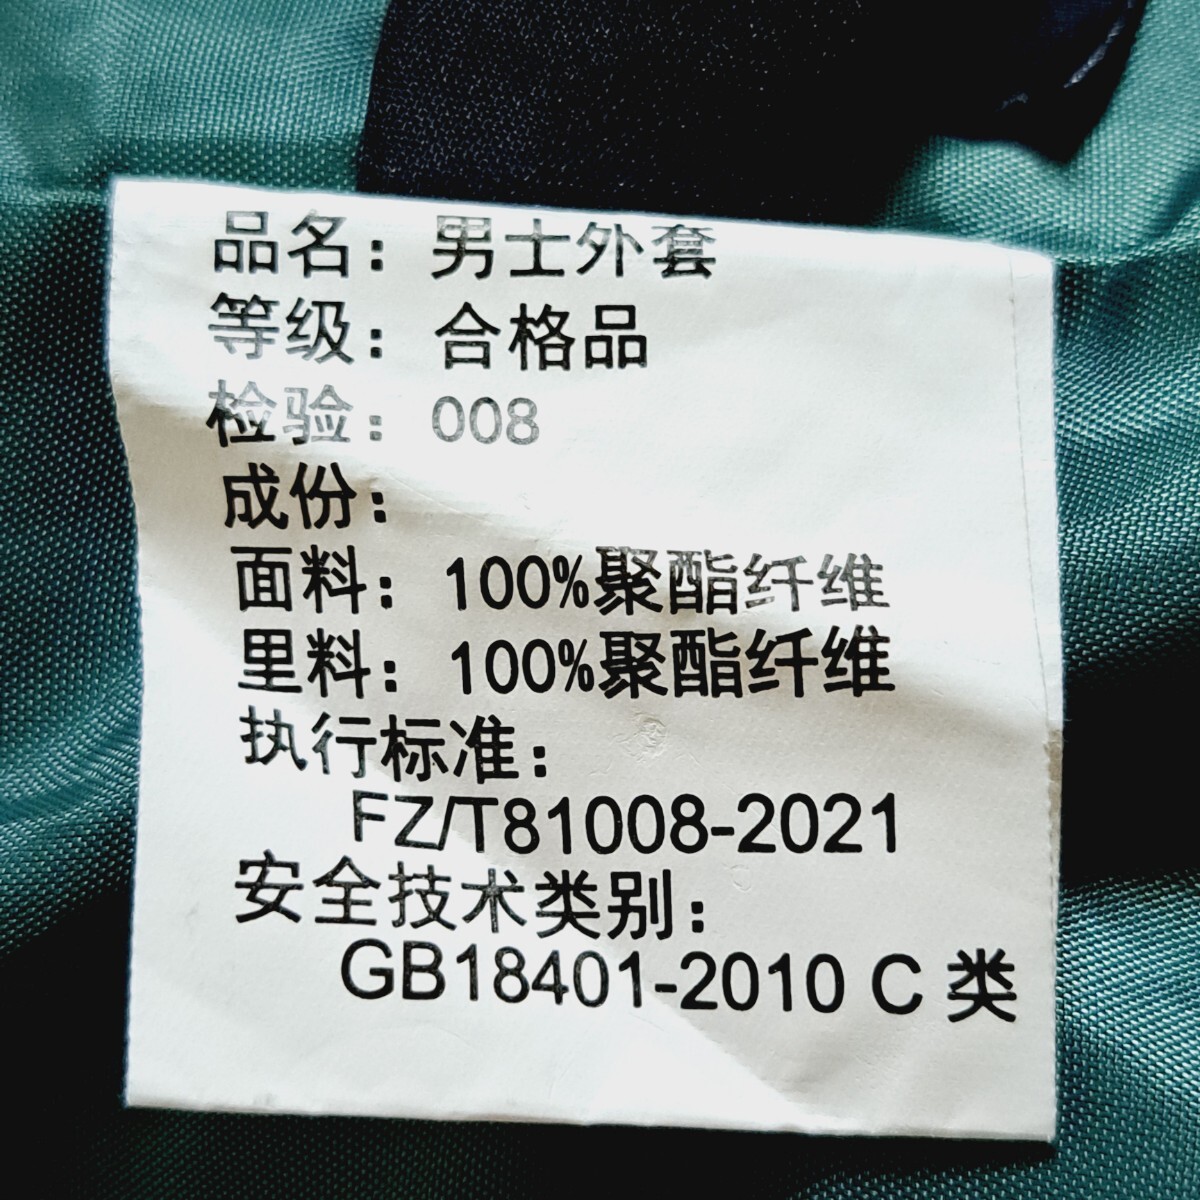 品名：男士外套
等级：合格品
检验：008
成份：
面料：100%聚酯纤维
里料：100%聚酯纤维
执行标准：
FZ/T81008-2021
安全技术类别：
GB18401-2010 C 类